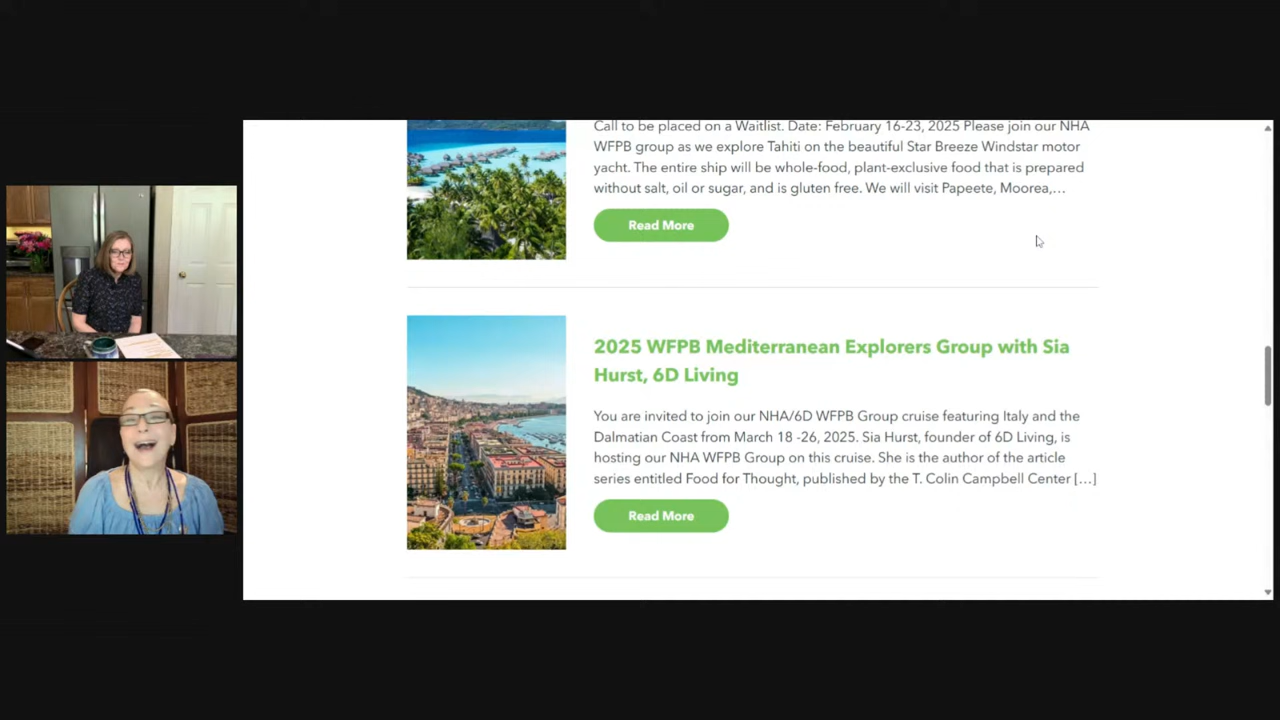 Call to be placed on a Waitlist. Date: February 16-23, 2025 Please join our NHA
WFPB group as we explore Tahiti on the beautiful Star Breeze Windstar motor
yacht. The entire ship will be whole-food, plant-exclusive food that is prepared
without salt, oil or sugar, and is gluten free. We will visit Papeete, Moorea,…
Read More
2025 WFPB Mediterranean Explorers Group with Sia
Hurst, 6D Living
You are invited to join our NHA/6D WFPB Group cruise featuring Italy and the
Dalmatian Coast from March 18 -26, 2025. Sia Hurst, founder of 6D Living, is
hosting our NHA WFPB Group on this cruise. She is the author of the article
series entitled Food for Thought, published by the T. Colin Campbell Center […]
Read More